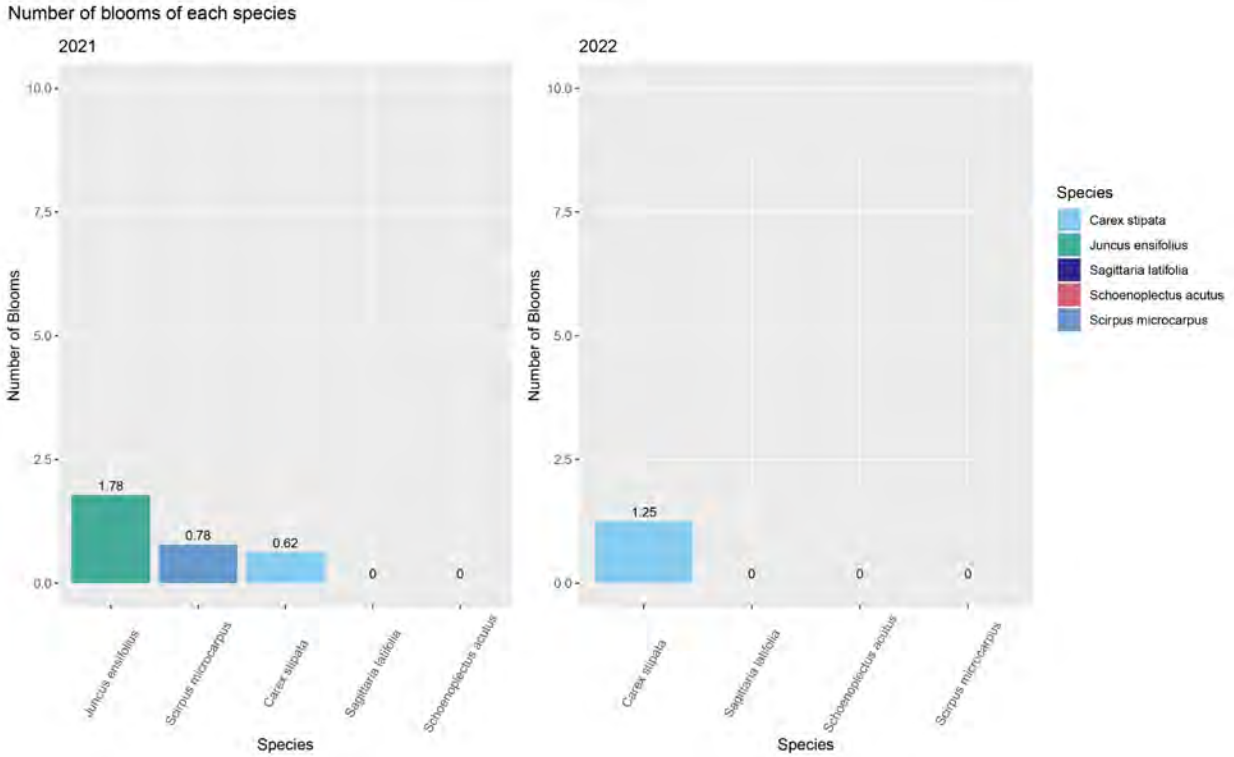 Number of blooms of each species
2021
10.0
7.5
5.0
2.5
0.0
Number of Blooms
1.78
0.78
0.62
0
0
Juncus ensifolius
Scirpus microcarpus
Carex stipata
Sagittaria latifolia
Schoenoplectus acutus
Species
2022
10.0
7.5
5.0
2.5
0.0
Number of Blooms
1.25
0
0
0
Carex stipata
Sagittaria latifolia
Schoenoplectus acutus
Scirpus microcarpus
Species
Species
Carex stipata
Juncus ensifolius
Sagittaria latifolia
Schoenoplectus acutus
Scirpus microcarpus